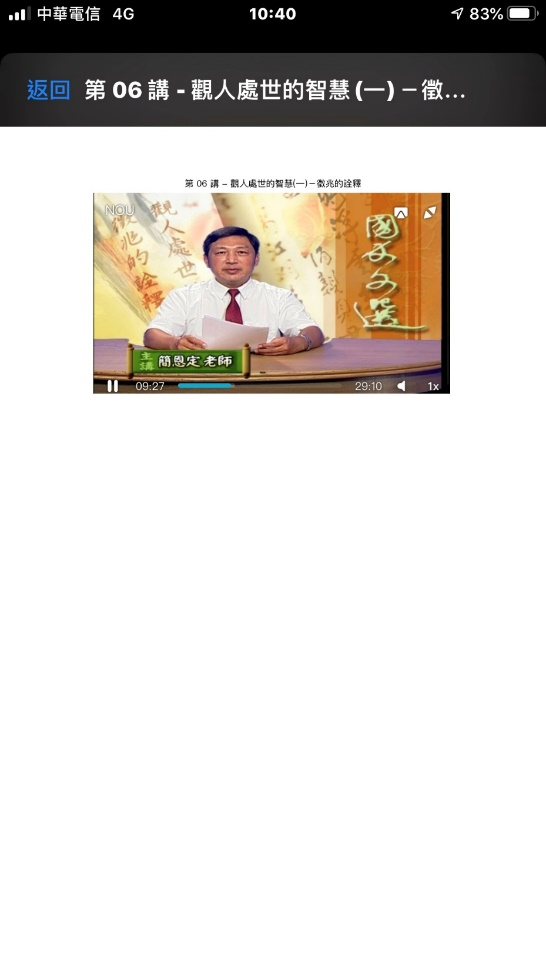 中華電信 4G 10:40 83%
返回 第 06 講 - 觀人處世的智慧 (一) － 徵...
第 06 講 － 觀人處世的智慧(一)－徵兆的詮釋
NOU
觀人處世
徵兆的詮釋
國文文選
主講 簡恩定 老師
09:27 29:10 1x